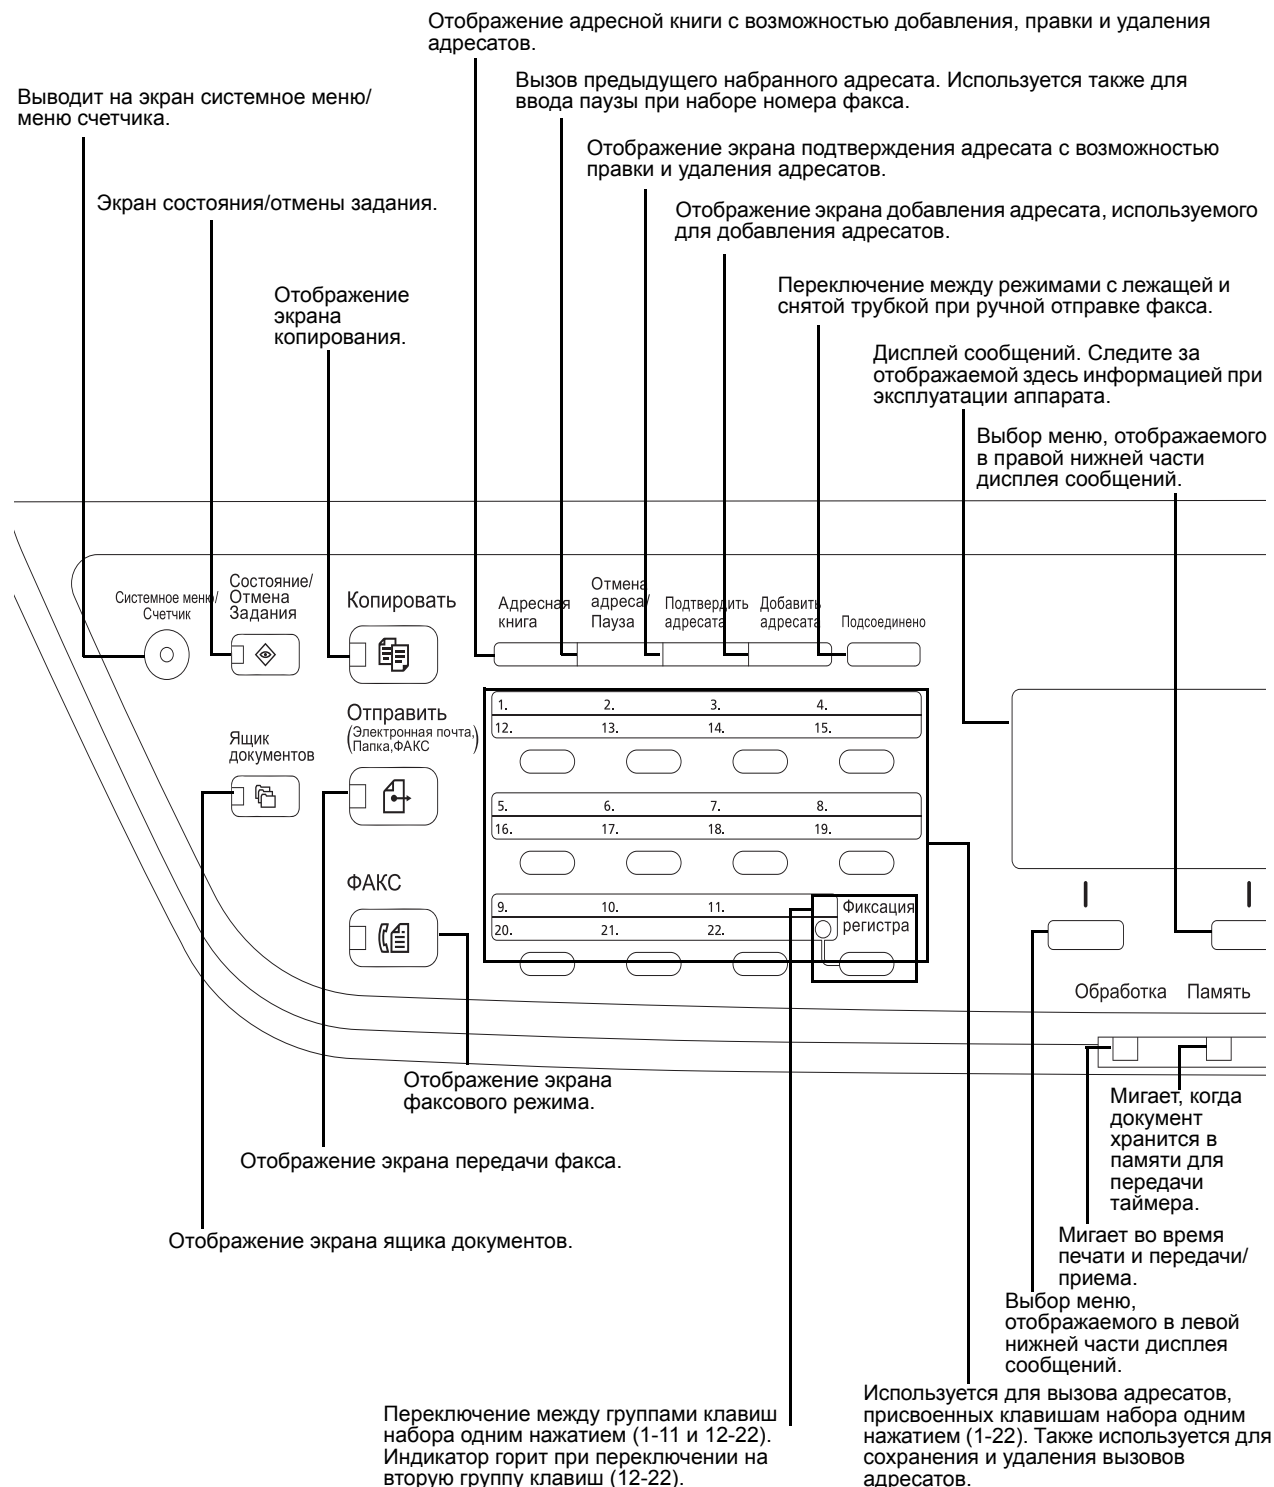 Отображение адресной книги с возможностью добавления, правки и удаления
адресатов.
Вызов предыдущего набранного адресата. Используется также для
ввода паузы при наборе номера факса.
Выводит на экран системное меню/
меню счетчика.
Отображение экрана подтверждения адресата с возможностью
правки и удаления адресатов.
Экран состояния/отмены задания.
Отображение экрана добавления адресата, используемого
для добавления адресатов.
Отображение
экрана
копирования.
Переключение между режимами с лежащей и
снятой трубкой при ручной отправке факса.
Дисплей сообщений. Следите за
отображаемой здесь информацией при
эксплуатации аппарата.
Выбор меню, отображаемого
в правой нижней части
дисплея сообщений.
Системное меню/
Счетчик
Состояние/
Отмена
Задания
Копировать
Адресная
книга
Отмена
адреса/
Пауза
Подтвердить
адресата
Добавить
адресата
Подсоединено
1. 2. 3. 4.
12. 13. 14. 15.
Ящик
документов
Отправить
(Электронная почта,
Папка,ФАКС)
5. 6. 7. 8.
16. 17. 18. 19.
ФАКС
9. 10. 11.
20. 21. 22.
Фиксация
регистра
Обработка Память
Отображение экрана
факсового режима.
Отображение экрана передачи факса.
Отображение экрана ящика документов.
Мигает, когда
документ
хранится в
памяти для
передачи
таймера.
Мигает во время
печати и передачи/
приема.
Выбор меню,
отображаемого в левой
нижней части дисплея
сообщений.
Переключение между группами клавиш
набора одним нажатием (1-11 и 12-22).
Индикатор горит при переключении на
вторую группу клавиш (12-22).
Используется для вызова адресатов,
присвоенных клавишам набора одним
нажатием (1-22). Также используется для
сохранения и удаления вызовов
адресатов.